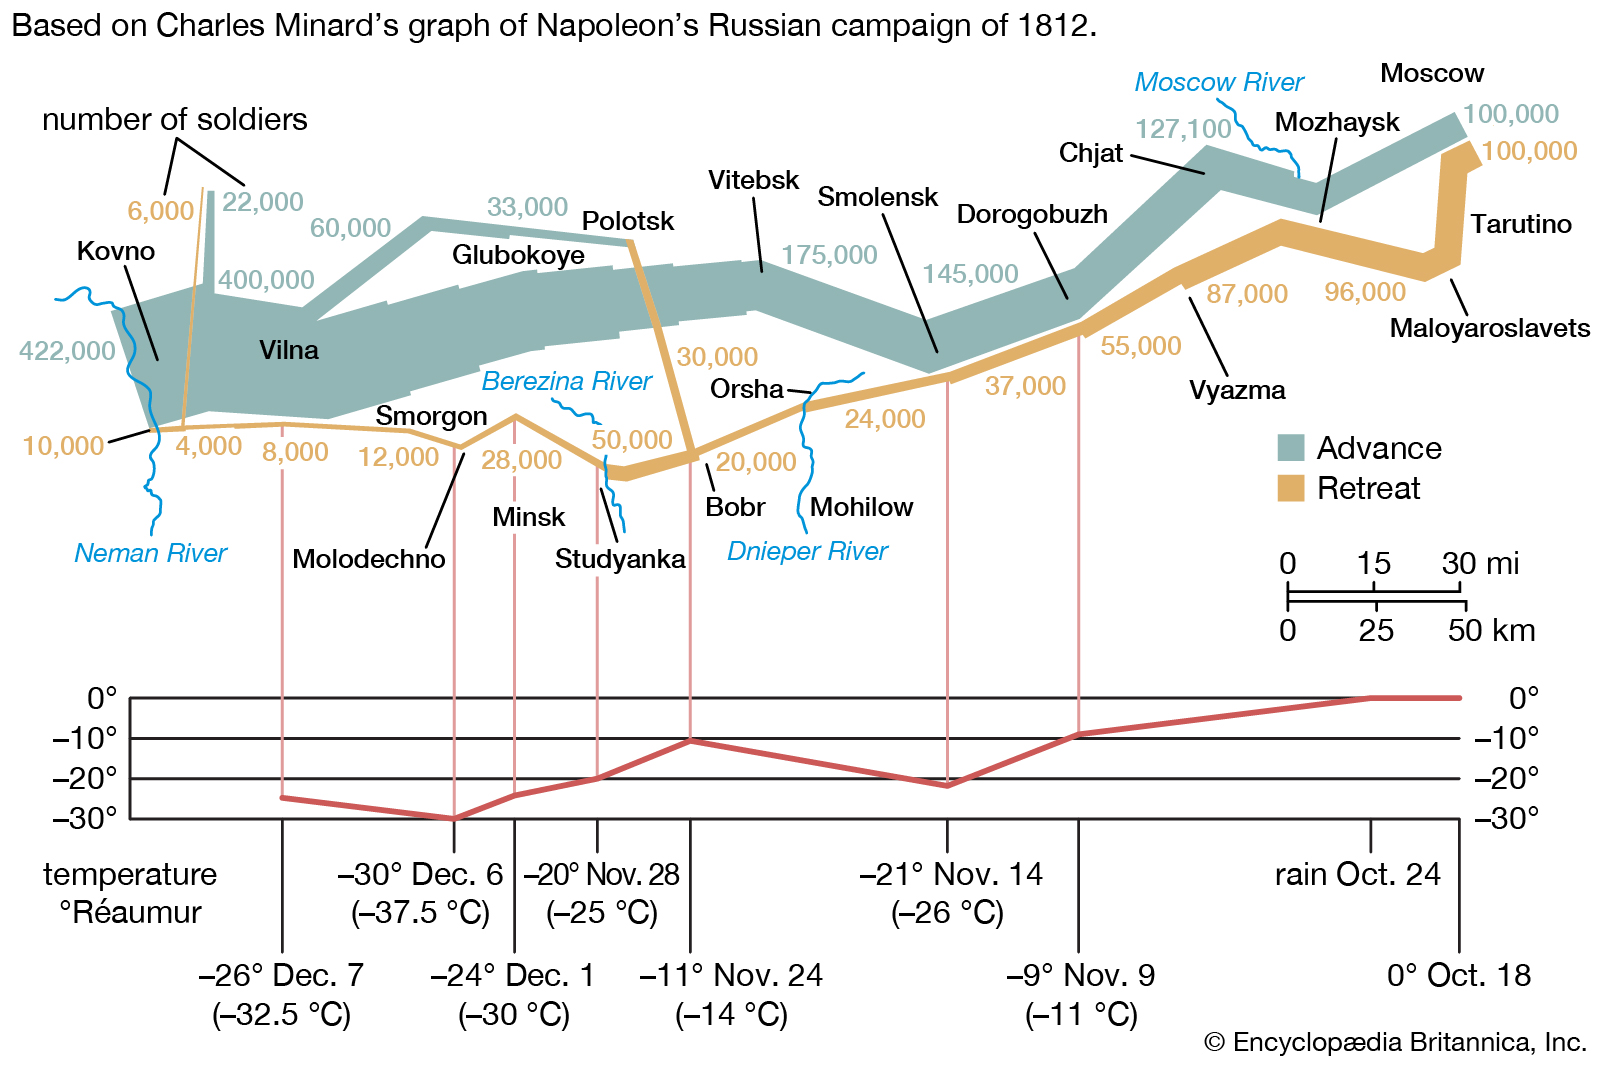 Based on Charles Minard’s graph of Napoleon’s Russian campaign of 1812.
Moscow River
Moscow
number of soldiers
100,000
127,100
Mozhaysk
Chjat
100,000
Vitebsk
Smolensk
6,000
22,000
60,000
33,000
Polotsk
Dorogobuzh
Tarutino
Kovno
Glubokoye
175,000
400,000
145,000
87,000
96,000
Maloyaroslavets
422,000
Vilna
30,000
55,000
Berezina River
Orsha
37,000
Vyazma
Smorgon
24,000
10,000
4,000
8,000
12,000
28,000
50,000
20,000
Advance
Retreat
Minsk
Bobr
Mohilow
Neman River
Molodechno
Studyanka
Dnieper River
0 15 30 mi
0 25 50 km
0° 0°
–10° –10°
–20° –20°
–30° –30°
temperature
°Réaumur
–30° Dec. 6
(–37.5 °C)
–20° Nov. 28
(–25 °C)
–21° Nov. 14
(–26 °C)
rain Oct. 24
–26° Dec. 7
(–32.5 °C)
–24° Dec. 1
(–30 °C)
–11° Nov. 24
(–14 °C)
–9° Nov. 9
(–11 °C)
0° Oct. 18
© Encyclopædia Britannica, Inc.